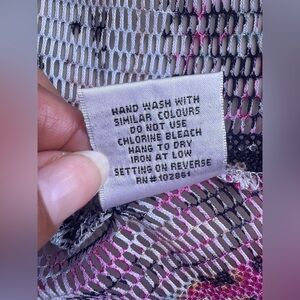 HAND WASH WITH
SIMILAR COLOURS
DO NOT USE
CHLORINE BLEACH
HANG TO DRY
IRON AT LOW
SETTING ON REVERSE
RN#102861